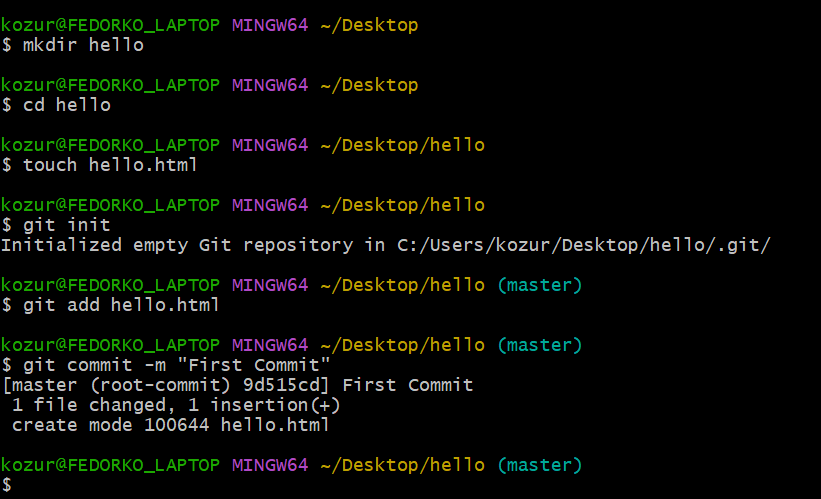 kozur@FEDORKO_LAPTOP MINGW64 ~/Desktop
$ mkdir hello
kozur@FEDORKO_LAPTOP MINGW64 ~/Desktop
$ cd hello
kozur@FEDORKO_LAPTOP MINGW64 ~/Desktop/hello
$ touch hello.html
kozur@FEDORKO_LAPTOP MINGW64 ~/Desktop/hello
$ git init
Initialized empty Git repository in C:/Users/kozur/Desktop/hello/.git/
kozur@FEDORKO_LAPTOP MINGW64 ~/Desktop/hello (master)
$ git add hello.html
kozur@FEDORKO_LAPTOP MINGW64 ~/Desktop/hello (master)
$ git commit -m "First Commit"
[master (root-commit) 9d515cd] First Commit
 1 file changed, 1 insertion(+)
 create mode 100644 hello.html
kozur@FEDORKO_LAPTOP MINGW64 ~/Desktop/hello (master)
$